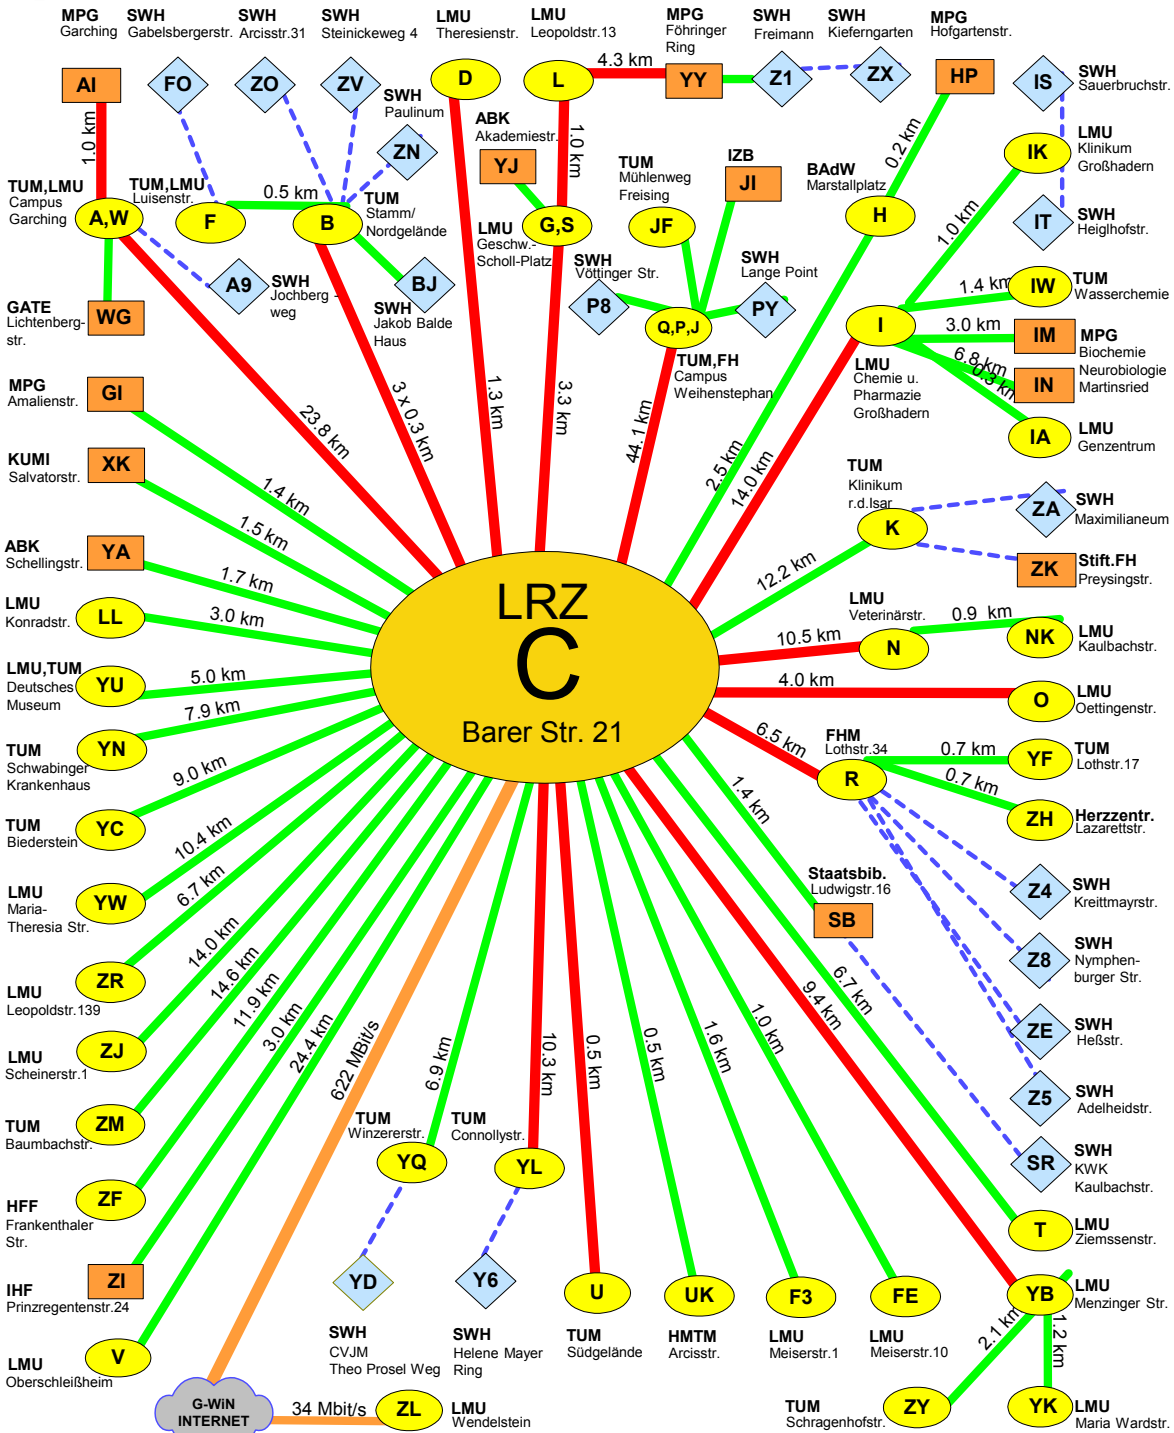 MPG
Garching
SWH
Gabelsbergerstr.
SWH
Arcisstr.31
SWH
Steinickeweg 4
LMU
Theresienstr.
LMU
Leopoldstr.13
MPG
Föhringer
Ring
SWH
Freimann
SWH
Kieferngarten
MPG
Hofgartenstr.
AI
FO
ZO
ZV
D
L
4.3 km
YY
Z1
ZX
HP
IS
SWH
Sauerbruchstr.
1.0 km
SWH
Paulinum
ZN
ABK
Akademiestr.
YJ
1.0 km
TUM
Mühlenweg
Freising
IZB
JI
0.2 km
IK
LMU
Klinikum
Großhadern
TUM,LMU
Campus
Garching
A,W
TUM,LMU
Luisenstr.
F
0.5 km
B
TUM
Stamm/
Nordgelände
LMU
Geschw.-
Scholl-Platz
G,S
JF
BAdW
Marstallplatz
H
1.0 km
IT
SWH
Heiglhofstr.
A9
SWH
Jochberg -
weg
BJ
SWH
Jakob Balde
Haus
SWH
Vöttinger Str.
P8
SWH
Lange Point
PY
1.4 km
IW
TUM
Wasserchemie
GATE
Lichtenberg-
str.
WG
Q,P,J
TUM,FH
Campus
Weihenstephan
I
LMU
Chemie u.
Pharmazie
Großhadern
3.0 km
IM
MPG
Biochemie
Neurobiologie
Martinsried
6.8 km
IN
0.3 km
IA
LMU
Genzentrum
MPG
Amalienstr.
GI
23.8 km
3 x 0.3 km
1.3 km
3.3 km
44.1 km
2.5 km
14.0 km
KUMI
Salvatorstr.
XK
1.4 km
TUM
Klinikum
r.d.Isar
K
ZA
SWH
Maximilianeum
1.5 km
ABK
Schellingstr.
YA
1.7 km
12.2 km
ZK
Stift.FH
Preysingstr.
LRZ
C
Barer Str. 21
LMU
Konradstr.
LL
3.0 km
LMU
Veterinärstr.
10.5 km
N
0.9 km
NK
LMU
Kaulbachstr.
LMU,TUM
Deutsches
Museum
YU
5.0 km
4.0 km
O
LMU
Oettingenstr.
7.9 km
TUM
Schwabinger
Krankenhaus
YN
6.5 km
FHM
Lothstr.34
R
0.7 km
YF
TUM
Lothstr.17
9.0 km
TUM
Biederstein
YC
0.7 km
ZH
Herzzentr.
Lazarettstr.
10.4 km
1.4 km
LMU
Maria-
Theresia Str.
YW
6.7 km
Staatsbib.
Ludwigstr.16
SB
Z4
SWH
Kreittmayrstr.
14.0 km
LMU
Leopoldstr.139
ZR
Z8
SWH
Nymphen-
burger Str.
14.6 km
11.9 km
3.0 km
24.4 km
622 MBit/s
6.9 km
10.3 km
0.5 km
0.5 km
1.6 km
1.0 km
9.4 km
6.7 km
LMU
Scheinerstr.1
ZJ
ZE
SWH
Heßstr.
TUM
Baumbachstr.
ZM
TUM
Winzererstr.
YQ
TUM
Connollystr.
YL
Z5
SWH
Adelheidstr.
SR
SWH
KWK
Kaulbachstr.
HFF
Frankenthaler
Str.
ZF
T
LMU
Ziemssenstr.
IHF
Prinzregentenstr.24
ZI
YD
SWH
CVJM
Theo Prosel Weg
Y6
SWH
Helene Mayer
Ring
U
TUM
Südgelände
UK
HMTM
Arcisstr.
F3
LMU
Meiserstr.1
FE
LMU
Meiserstr.10
YB
LMU
Menzinger Str.
LMU
Oberschleißheim
V
2.1 km
1.2 km
G-WiN
INTERNET
34 Mbit/s
ZL
LMU
Wendelstein
TUM
Schragenhofstr.
ZY
YK
LMU
Maria Wardstr.